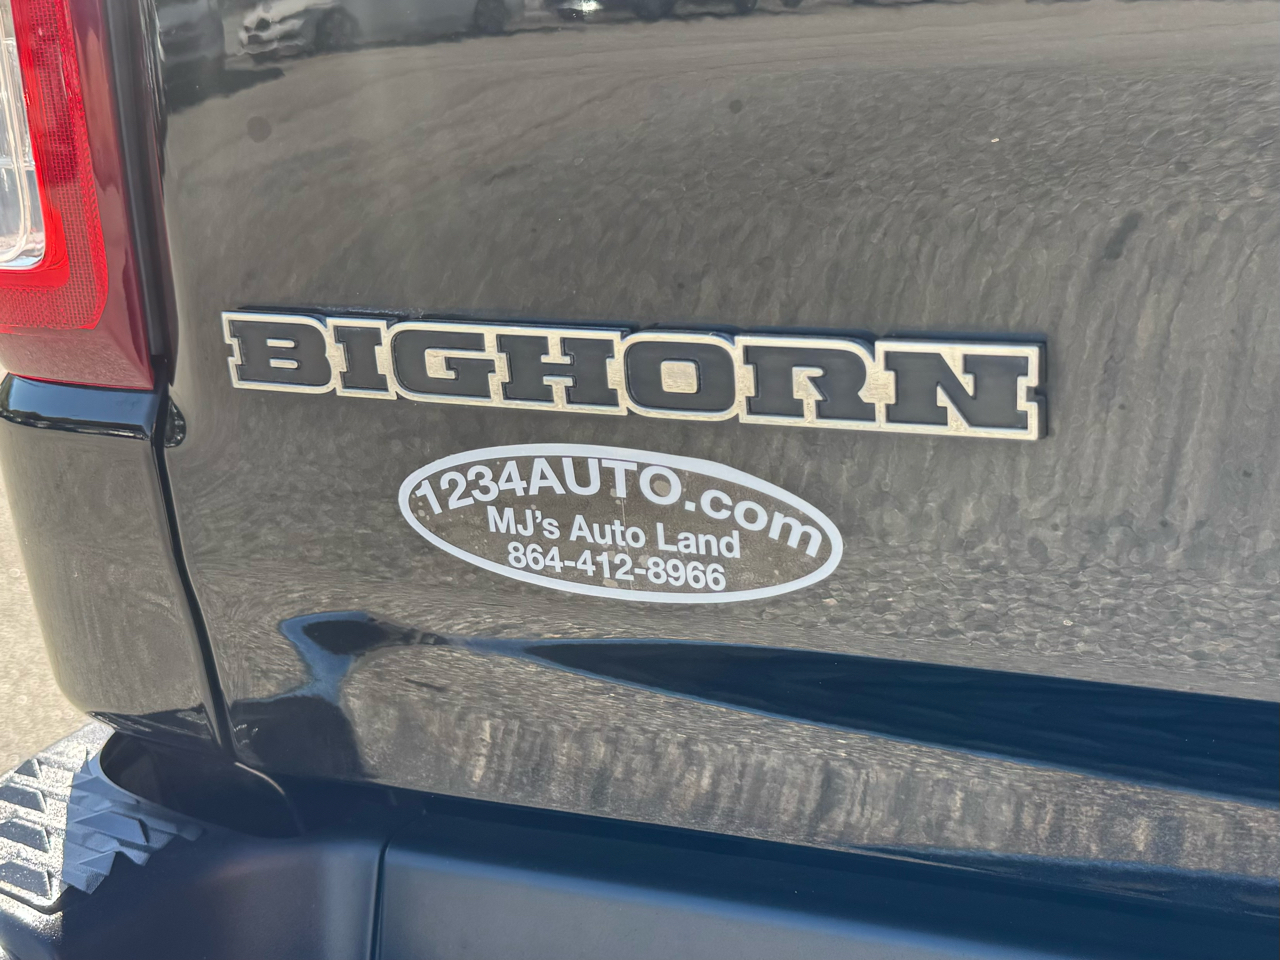 BIGHORN
1234AUTO.com
MJ's Auto Land
864-412-8966